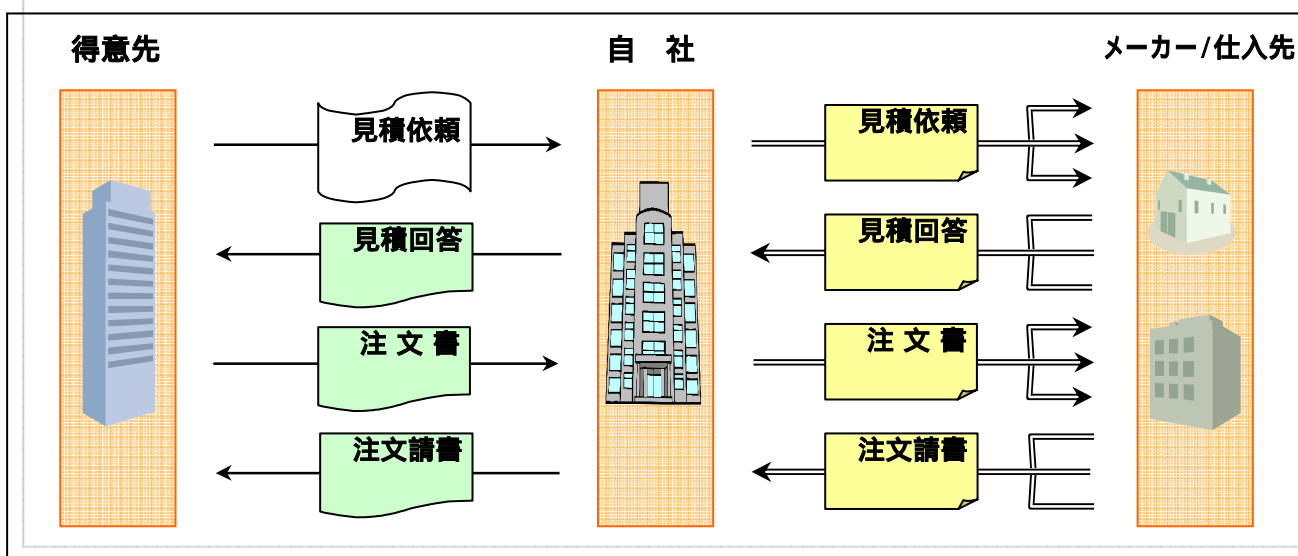 得意先
自　社
メーカー/仕入先
見積依頼
見積依頼
見積回答
見積回答
注 文 書
注 文 書
注文請書
注文請書